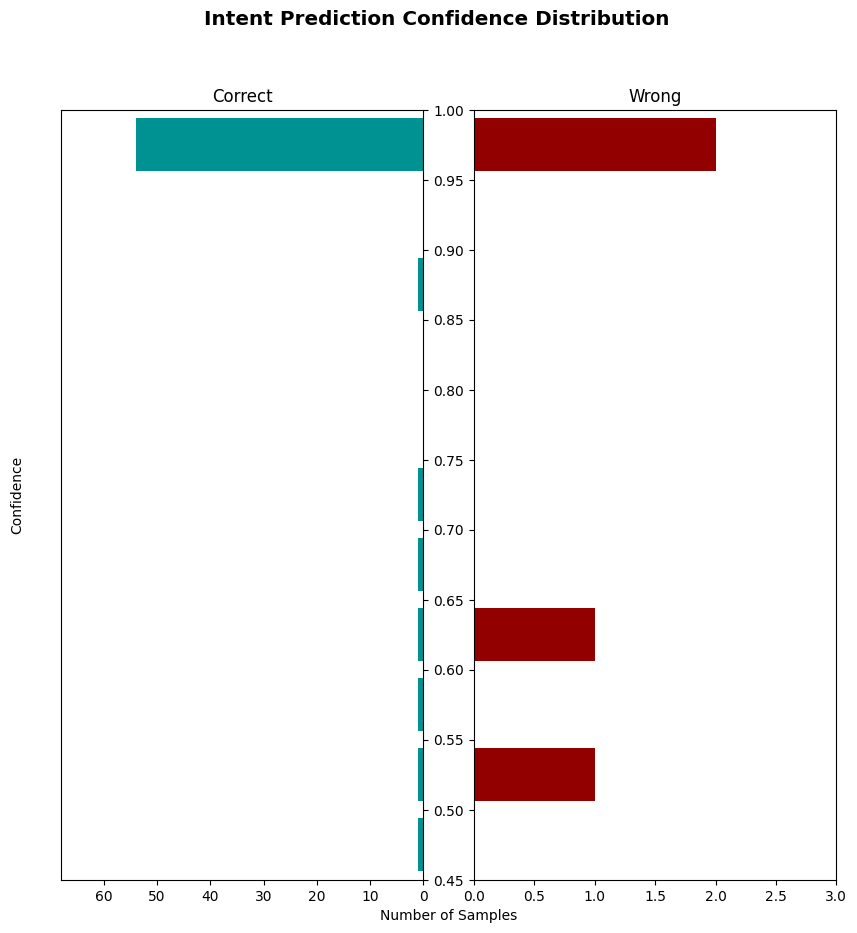 Intent Prediction Confidence Distribution
Correct
Wrong
1.00
0.95
0.90
0.85
0.80
0.75
0.70
0.65
0.60
0.55
0.50
0.45
Confidence
60 50 40 30 20 10 0
0.0 0.5 1.0 1.5 2.0 2.5 3.0
Number of Samples